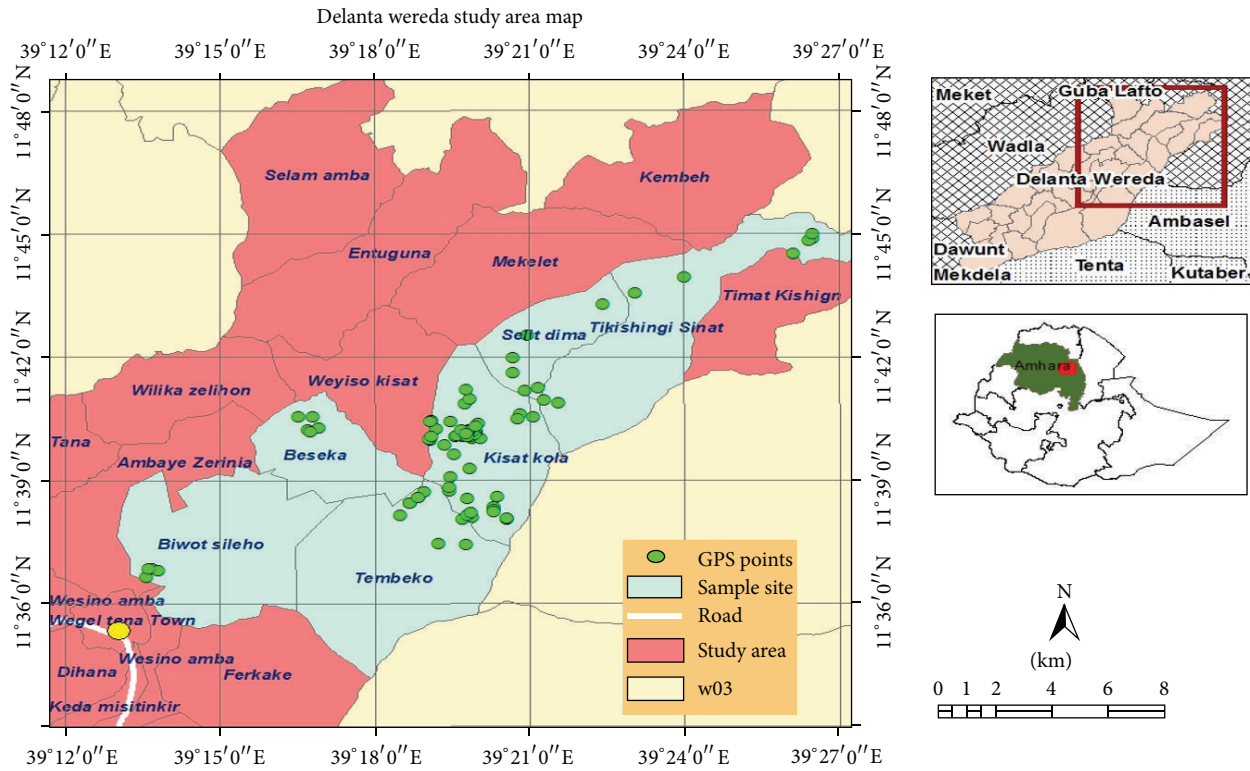 Delanta wereda study area map
39°12′0″E 39°15′0″E 39°18′0″E 39°21′0″E 39°24′0″E 39°27′0″E
11°48′0″N
11°45′0″N
11°42′0″N
11°39′0″N
11°36′0″N
Selam amba
Kembeh
Entuguna
Mekelet
Timat Kishign
Selit dima
Tikishingi Sinat
Wilika zelihon
Weyiso kisat
Tana
Ambaye Zerinia
Beseka
Kisat kola
Biwot sileho
Tembeko
Wesino amba
Wegel tena Town
Wesino amba
Dihana
Ferkake
Keda misitinkir
GPS points
Sample site
Road
Study area
w03
11°48′0″N
11°45′0″N
11°42′0″N
11°39′0″N
11°36′0″N
39°12′0″E 39°15′0″E 39°18′0″E 39°21′0″E 39°24′0″E 39°27′0″E
Meket
Guba Lafto
Wadla
Delanta Wereda
Ambasel
Dawunt
Tenta
Mekdela
Kutaber
Amhara
N
(km)
0 1 2 4 6 8